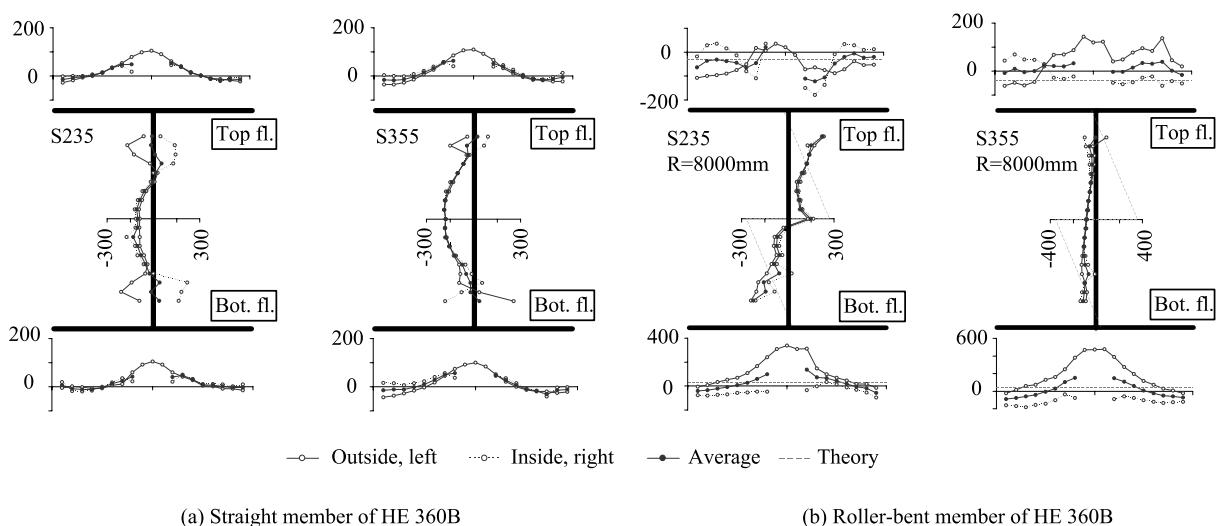 200
0
S235
Top fl.
-300
300
Bot. fl.
200
0
200
0
S355
Top fl.
-300
300
Bot. fl.
200
0
-0
-200
S235
R=8000mm
Top fl.
-300
300
Bot. fl.
400
0
200
0
S355
R=8000mm
Top fl.
-400
400
Bot. fl.
600
0
Outside, left
Inside, right
Average
Theory
(a) Straight member of HE 360B
(b) Roller-bent member of HE 360B